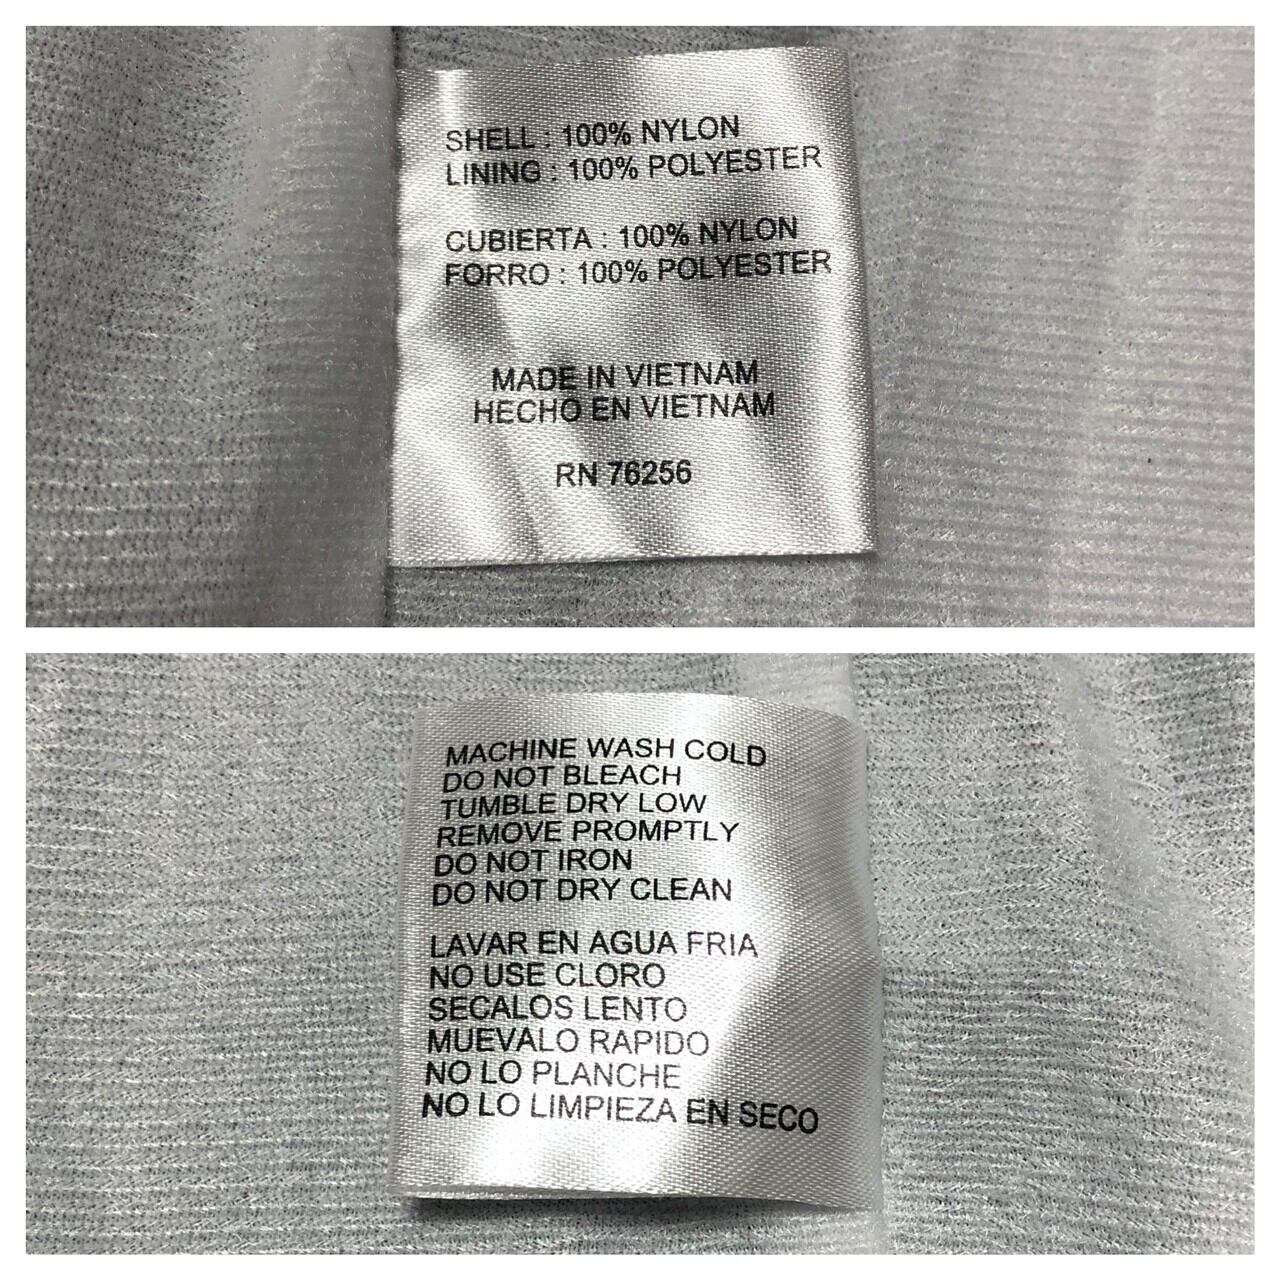 SHELL : 100% NYLON
LINING : 100% POLYESTER
CUBIERTA : 100% NYLON
FORRO : 100% POLYESTER
MADE IN VIETNAM
HECHO EN VIETNAM
RN 76256
MACHINE WASH COLD
DO NOT BLEACH
TUMBLE DRY LOW
REMOVE PROMPTLY
DO NOT IRON
DO NOT DRY CLEAN
LAVAR EN AGUA FRIA
NO USE CLORO
SECALOS LENTO
MUEVALO RAPIDO
NO LO PLANCHE
NO LO LIMPIEZA EN SECO